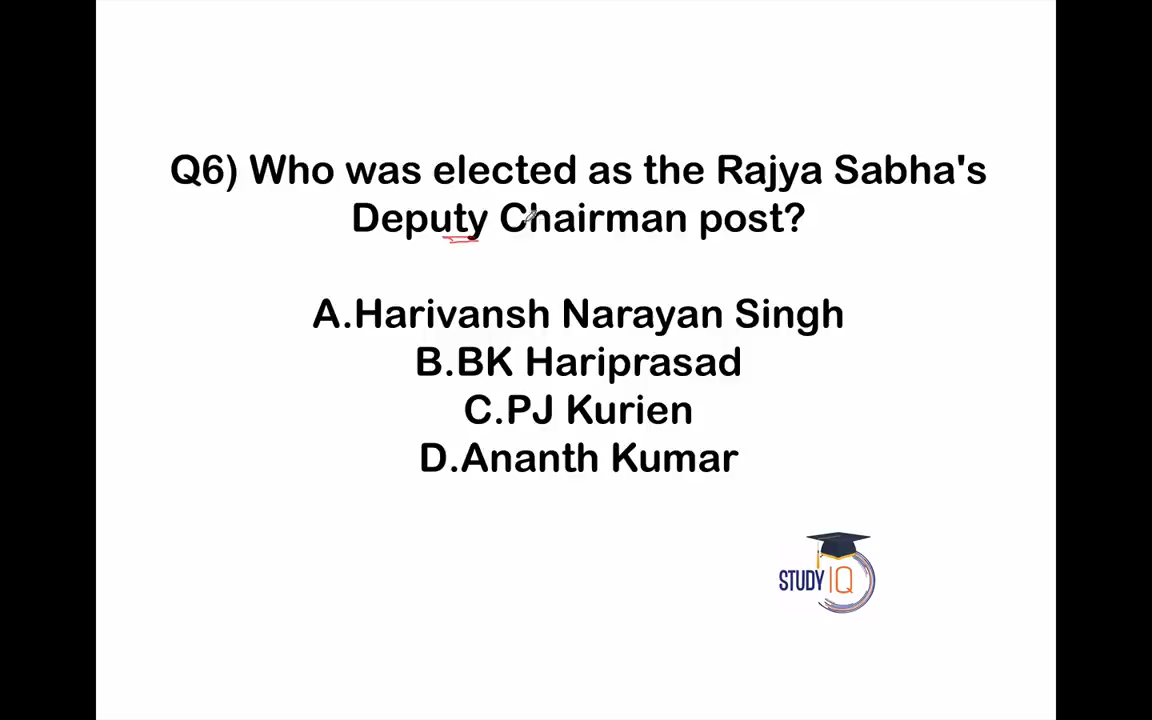 Q6) Who was elected as the Rajya Sabha's
Deputy Chairman post?
A.Harivansh Narayan Singh
B.BK Hariprasad
C.PJ Kurien
D.Ananth Kumar
STUDY IQ